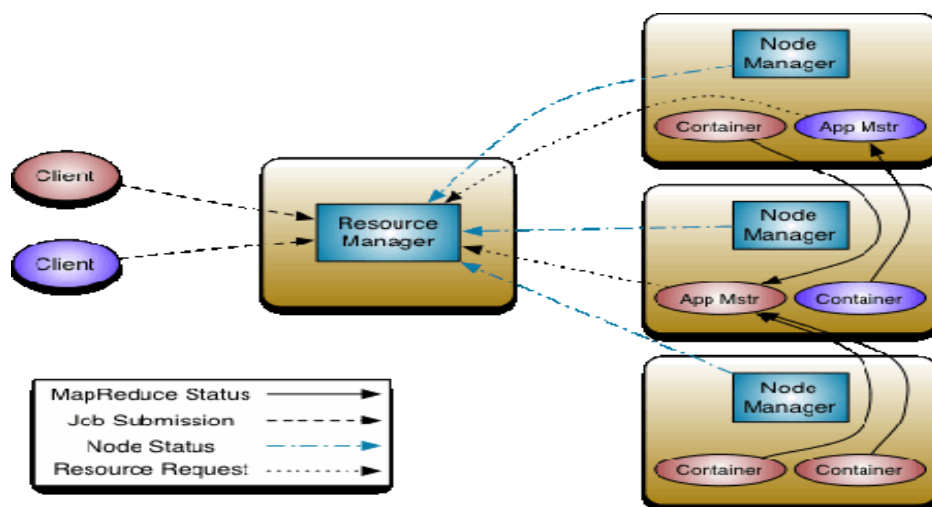 Node
Manager
Container
App Mstr
Client
Resource
Manager
Client
Node
Manager
App Mstr
Container
Node
Manager
Container
Container
MapReduce Status
Job Submission
Node Status
Resource Request